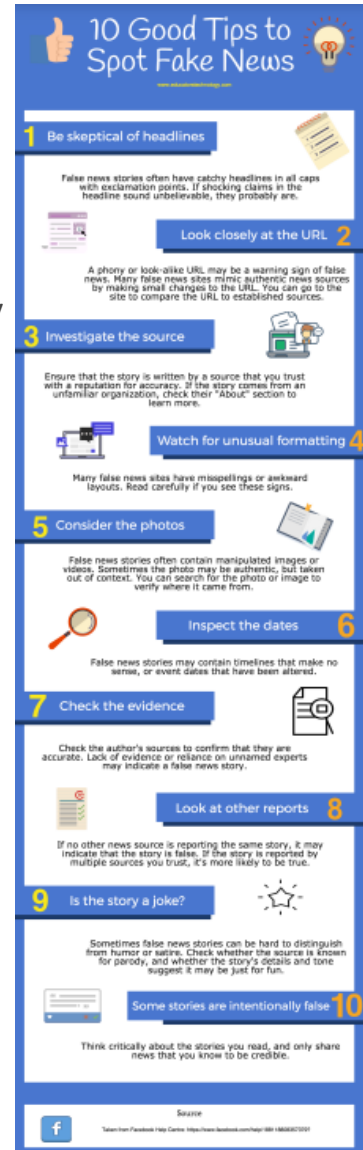 10 Good Tips to
Spot Fake News
www.educatorstechnology.com
1 Be skeptical of headlines
False news stories often have catchy headlines in all caps
with exclamation points. If shocking claims in the
headline sound unbelievable, they probably are.
Look closely at the URL 2
A phony or look-alike URL may be a warning sign of false
news. Many false news sites mimic authentic news sources
by making small changes to the URL. You can go to the
site to compare the URL to established sources.
3 Investigate the source
Ensure that the story is written by a source that you trust
with a reputation for accuracy. If the story comes from an
unfamiliar organization, check their "About" section to
learn more.
Watch for unusual formatting 4
Many false news sites have misspellings or awkward
layouts. Read carefully if you see these signs.
5 Consider the photos
False news stories often contain manipulated images or
videos. Sometimes the photo may be authentic, but taken
out of context. You can search for the photo or image to
verify where it came from.
Inspect the dates 6
False news stories may contain timelines that make no
sense, or event dates that have been altered.
7 Check the evidence
Check the author's sources to confirm that they are
accurate. Lack of evidence or reliance on unnamed experts
may indicate a false news story.
Look at other reports 8
If no other news source is reporting the same story, it may
indicate that the story is false. If the story is reported by
multiple sources you trust, it's more likely to be true.
9 Is the story a joke?
Sometimes false news stories can be hard to distinguish
from humor or satire. Check whether the source is known
for parody, and whether the story's details and tone
suggest it may be just for fun.
Some stories are intentionally false 10
Think critically about the stories you read, and only share
news that you know to be credible.
Source
f
Taken from Facebook Help Centre: